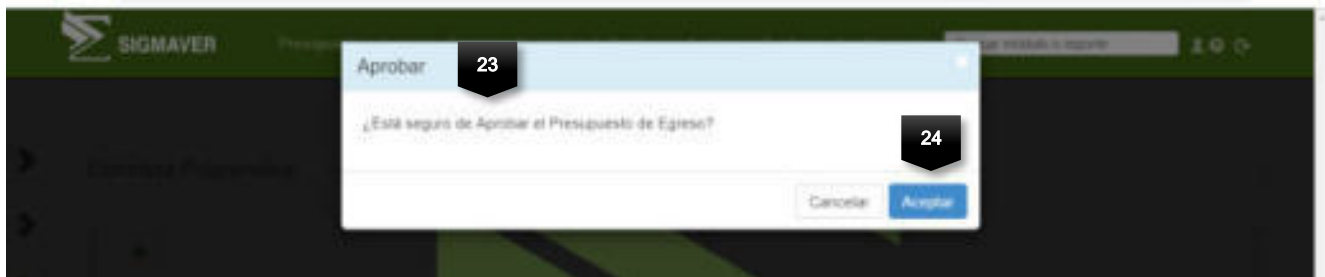 SIGMAVER
Aprobar
23
¿Está seguro de Aprobar el Presupuesto de Egreso?
24
Cancelar
Aceptar